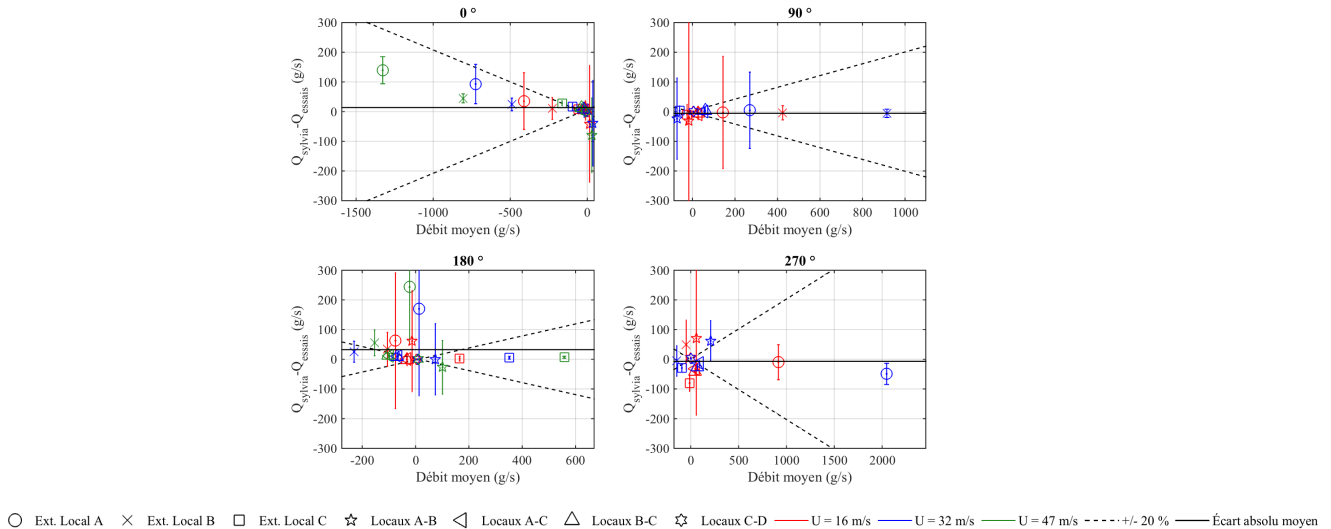 0 °
300
200
100
0
-100
-200
-300
-1500 -1000 -500 0
Q_sylvia-Q_essais (g/s)
Débit moyen (g/s)
90 °
300
200
100
0
-100
-200
-300
0 200 400 600 800 1000
Q_sylvia-Q_essais (g/s)
Débit moyen (g/s)
180 °
300
200
100
0
-100
-200
-300
-200 0 200 400 600
Q_sylvia-Q_essais (g/s)
Débit moyen (g/s)
270 °
300
200
100
0
-100
-200
-300
0 500 1000 1500 2000
Q_sylvia-Q_essais (g/s)
Débit moyen (g/s)
Ext. Local A Ext. Local B Ext. Local C Locaux A-B Locaux A-C Locaux B-C Locaux C-D U = 16 m/s U = 32 m/s U = 47 m/s +/- 20 % Écart absolu moyen